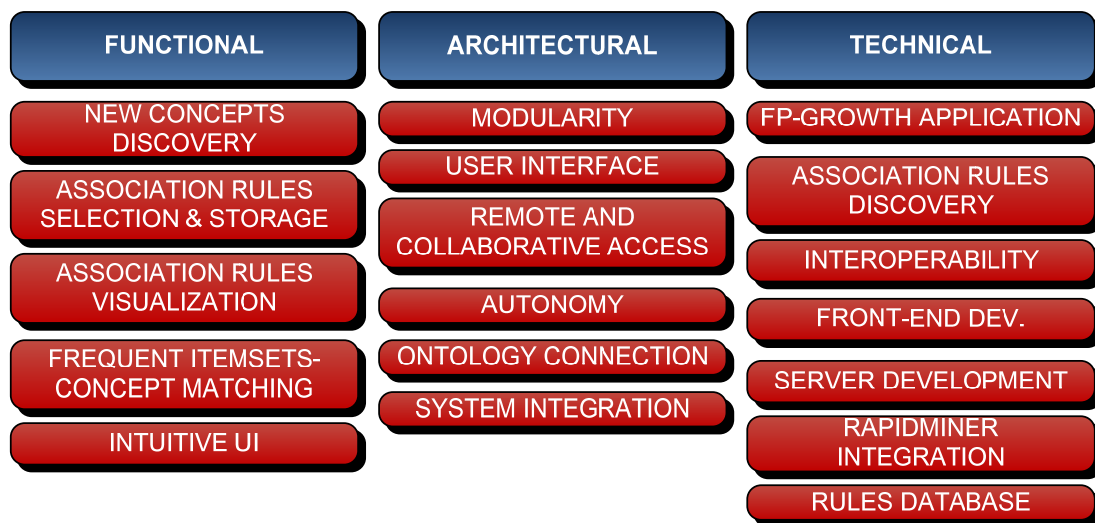 FUNCTIONAL
NEW CONCEPTS
DISCOVERY
ASSOCIATION RULES
SELECTION & STORAGE
ASSOCIATION RULES
VISUALIZATION
FREQUENT ITEMSETS-
CONCEPT MATCHING
INTUITIVE UI
ARCHITECTURAL
MODULARITY
USER INTERFACE
REMOTE AND
COLLABORATIVE ACCESS
AUTONOMY
ONTOLOGY CONNECTION
SYSTEM INTEGRATION
TECHNICAL
FP-GROWTH APPLICATION
ASSOCIATION RULES
DISCOVERY
INTEROPERABILITY
FRONT-END DEV.
SERVER DEVELOPMENT
RAPIDMINER
INTEGRATION
RULES DATABASE